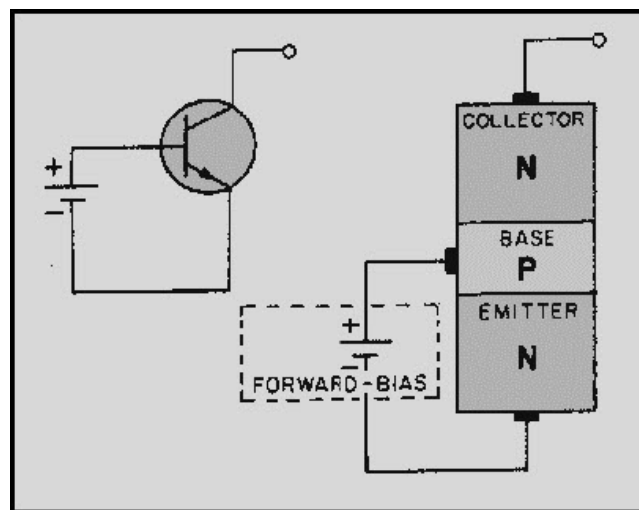 +
−
COLLECTOR
N
BASE
P
EMITTER
N
+
−
FORWARD-BIAS